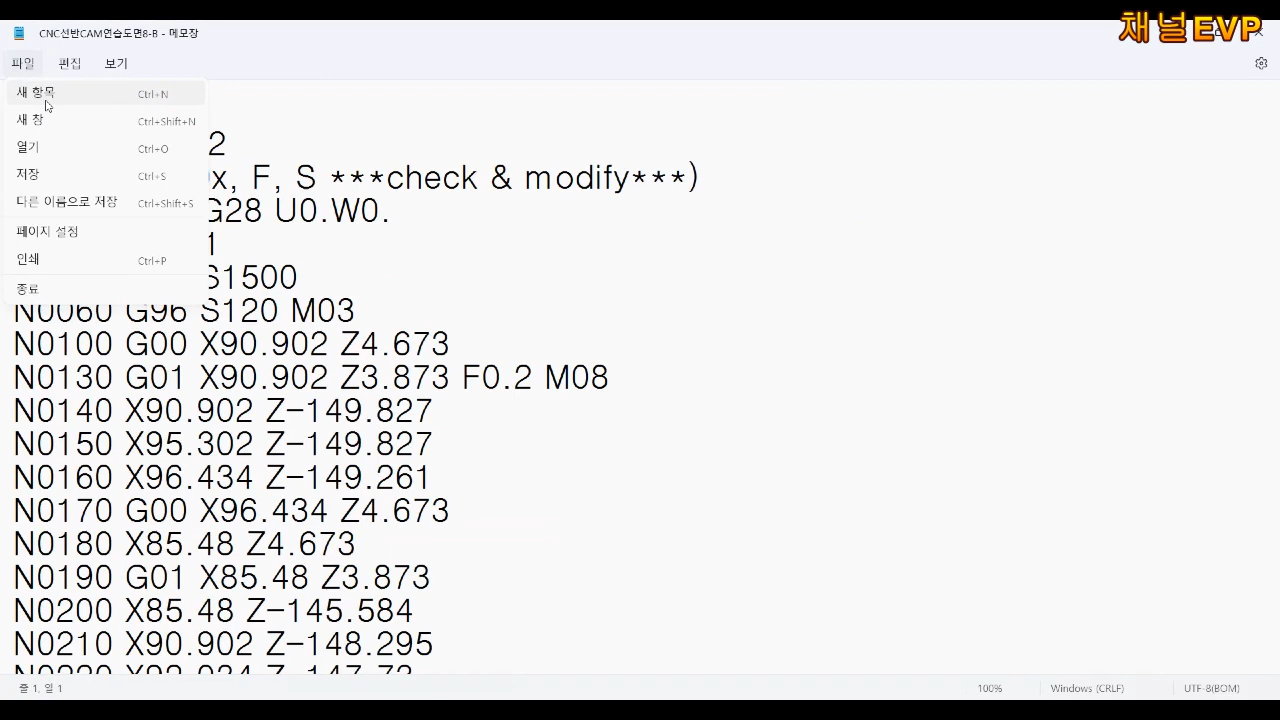 채널EVP
CNC선반CAM연습도면8-B - 메모장
파일 편집 보기
새 항목 Ctrl+N
새 창 Ctrl+Shift+N
열기 Ctrl+O
저장 Ctrl+S
다른 이름으로 저장 Ctrl+Shift+S
페이지 설정
인쇄 Ctrl+P
종료
2
x, F, S ***check & modify***)
G28 U0.W0.
1
S1500
N0060 G96 S120 M03
N0100 G00 X90.902 Z4.673
N0130 G01 X90.902 Z3.873 F0.2 M08
N0140 X90.902 Z-149.827
N0150 X95.302 Z-149.827
N0160 X96.434 Z-149.261
N0170 G00 X96.434 Z4.673
N0180 X85.48 Z4.673
N0190 G01 X85.48 Z3.873
N0200 X85.48 Z-145.584
N0210 X90.902 Z-148.295
N0220 X92.034 Z-147.73
줄 1, 일 1 100% Windows (CRLF) UTF-8(BOM)